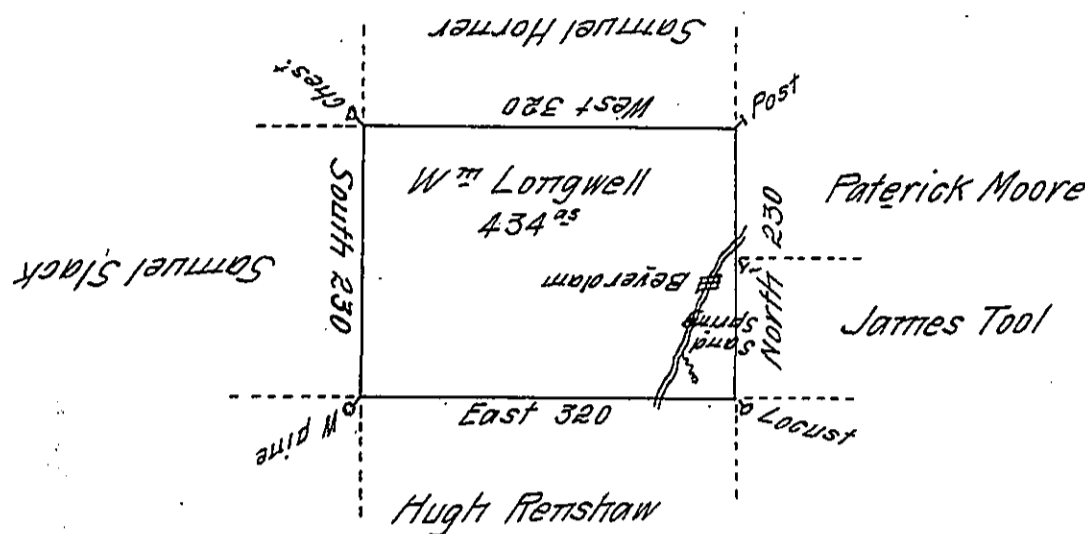 Samuel Horner
Chest.
West 320
Post
Wᵐ Longwell
434 ᵃˢ
South 230
Paterick Moore
North 230
Samuel Slack
Beverdam
Sand
Spring
James Tool
W pine
East 320
Locust
Hugh Renshaw